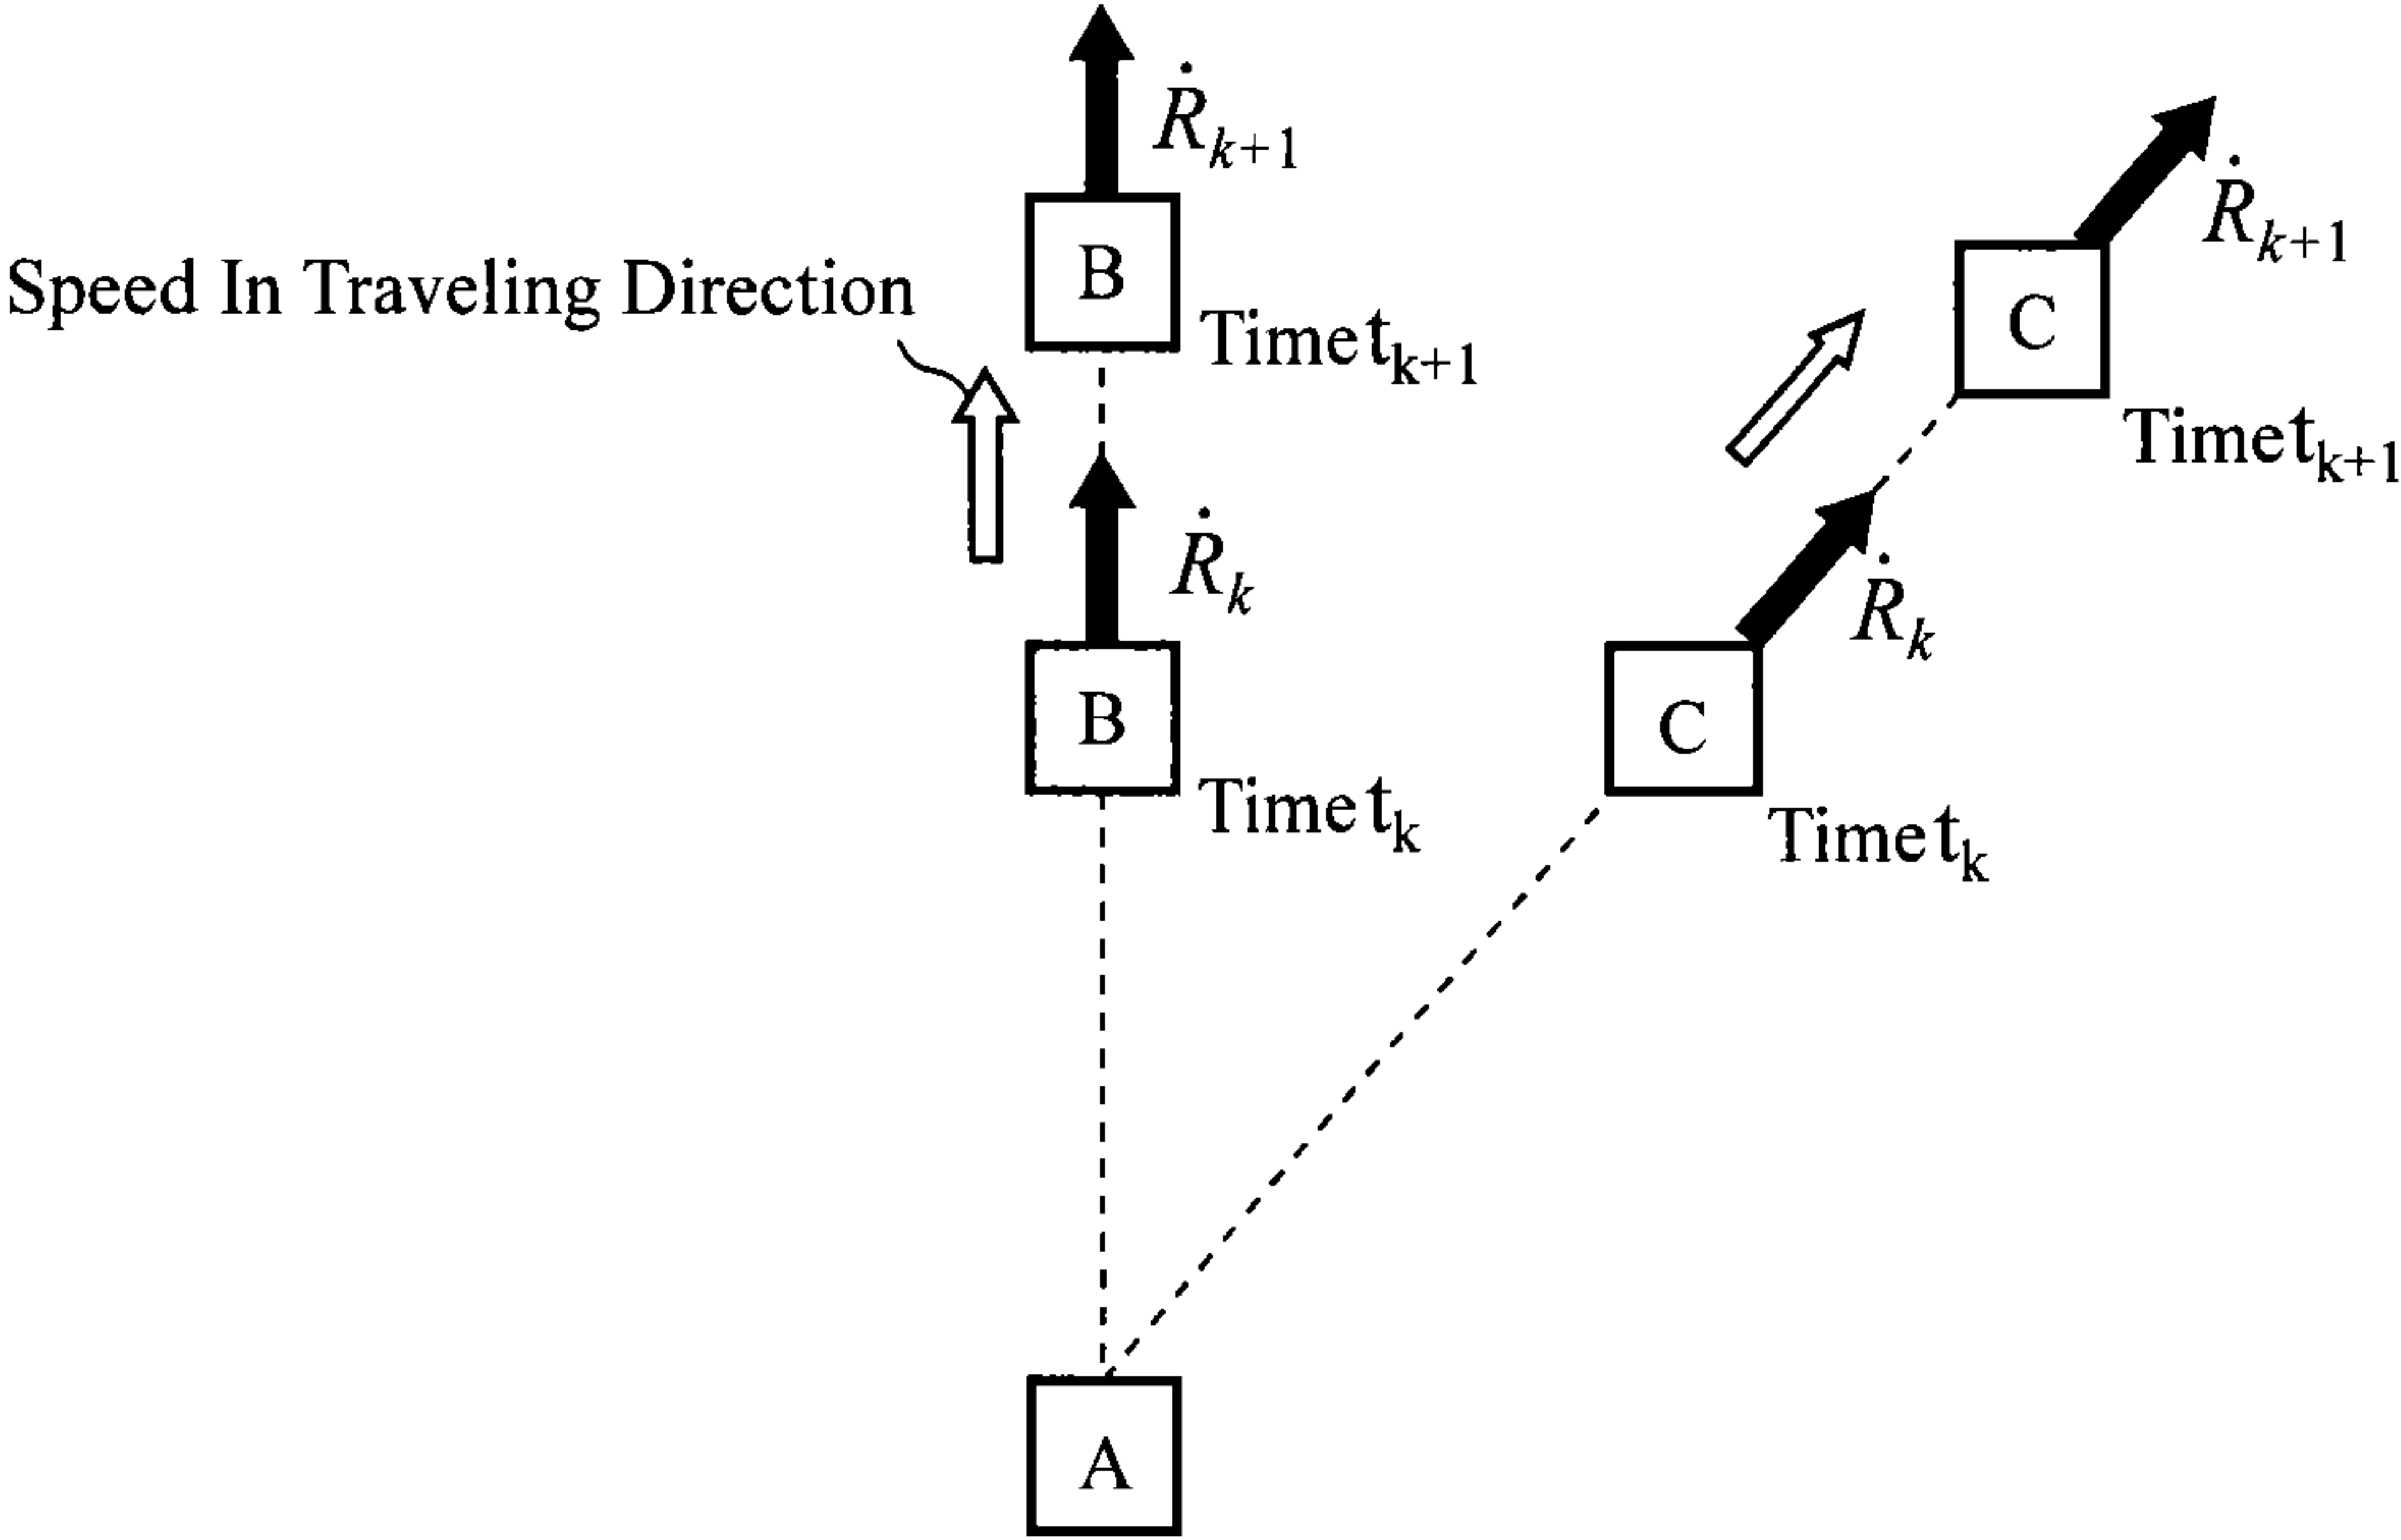 Ṙk+1
Ṙk+1
Speed In Traveling Direction
B
C
Timetk+1
Timetk+1
Ṙk
Ṙk
B
C
Timetk
Timetk
A